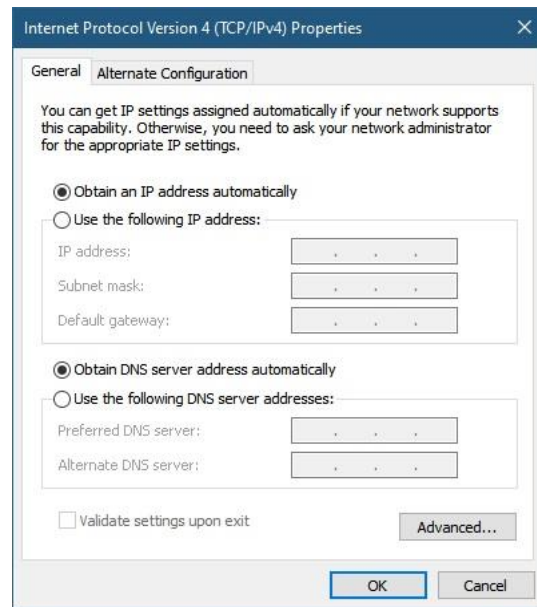 Internet Protocol Version 4 (TCP/IPv4) Properties
General
Alternate Configuration
You can get IP settings assigned automatically if your network supports
this capability. Otherwise, you need to ask your network administrator
for the appropriate IP settings.
Obtain an IP address automatically
Use the following IP address:
IP address:
Subnet mask:
Default gateway:
Obtain DNS server address automatically
Use the following DNS server addresses:
Preferred DNS server:
Alternate DNS server:
Validate settings upon exit
Advanced...
OK
Cancel